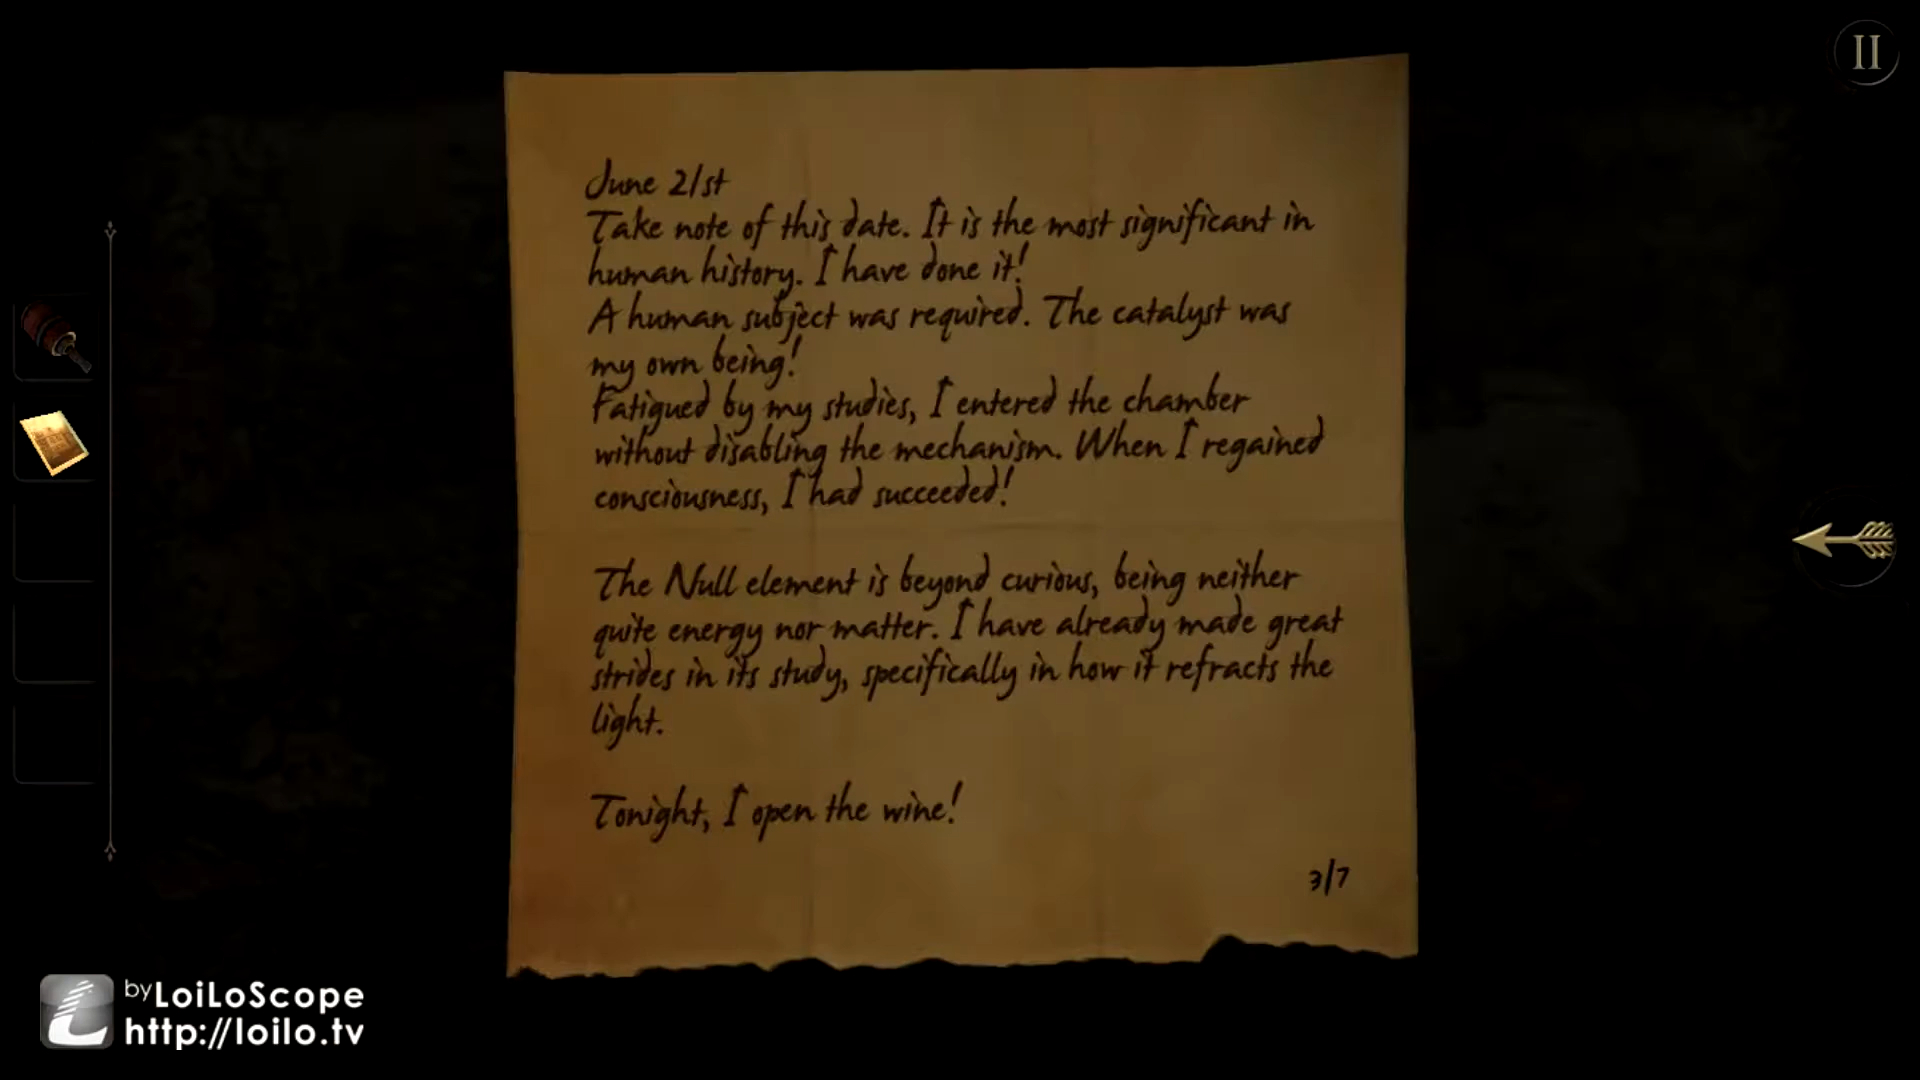 June 21st
Take note of this date. It is the most significant in
human history. I have done it!
A human subject was required. The catalyst was
my own being!
Fatigued by my studies, I entered the chamber
without disabling the mechanism. When I regained
consciousness, I had succeeded!
The Null element is beyond curious, being neither
quite energy nor matter. I have already made great
strides in its study, specifically in how it refracts the
light.
Tonight, I open the wine!
3/7
by LoiLoScope
http://loilo.tv